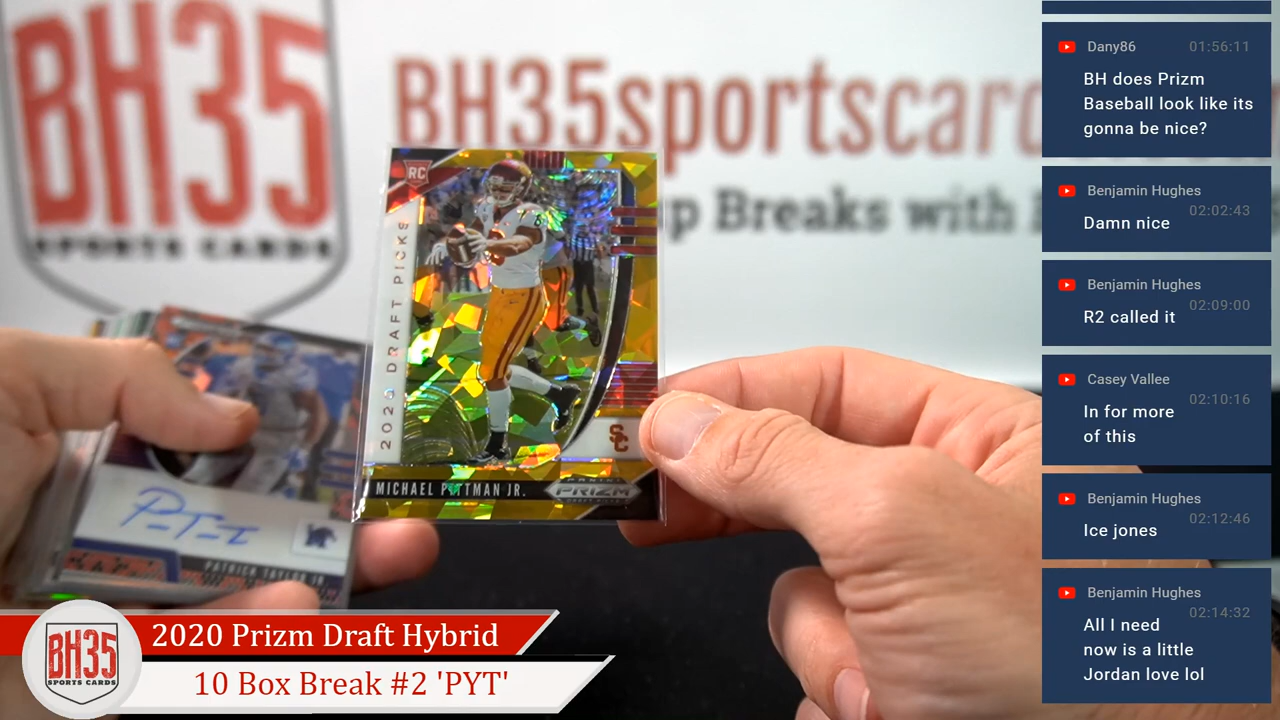 BH35
SPORTS CARDS
BH35sportscard
p Breaks with
RC
2020 DRAFT PICKS
SC
MICHAEL PITTMAN JR.
PANINI
PRIZM
DRAFT PICKS
PATRICK TAYLOR JR.
BH35
SPORTS CARDS
2020 Prizm Draft Hybrid
10 Box Break #2 'PYT'
Dany86 01:56:11
BH does Prizm
Baseball look like its
gonna be nice?
Benjamin Hughes
02:02:43
Damn nice
Benjamin Hughes
02:09:00
R2 called it
Casey Vallee
02:10:16
In for more
of this
Benjamin Hughes
02:12:46
Ice jones
Benjamin Hughes
02:14:32
All I need
now is a little
Jordan love lol